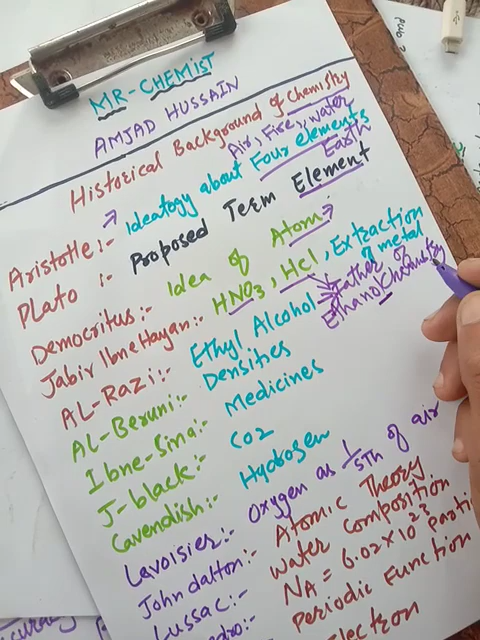 MR-CHEMIST
AMJAD HUSSAIN
Historical Background of Chemistry
Air, Fire, water
Earth
Aristotle:- → Ideatogy about Four elements
Plato :- Proposed Term Element
Democritus:- Idea of Atom
Jabir Ibne Hayan:- HNO3, HCl, Extraction of metal
Father of Chemistry
AL-Razi:- Ethyl Alcohol → Ethanol
AL-Beruni:- Densities
Ibne-Sina:- Medicines
J-black:- CO2
Cavendish:- Hydrogen
Lavoisier:- Oxygen as 1/5th of air
John dalton:- Atomic Theory
Lussac:- Water Composition
NA = 6.02×10²³ Parti
Periodic Function
Electron